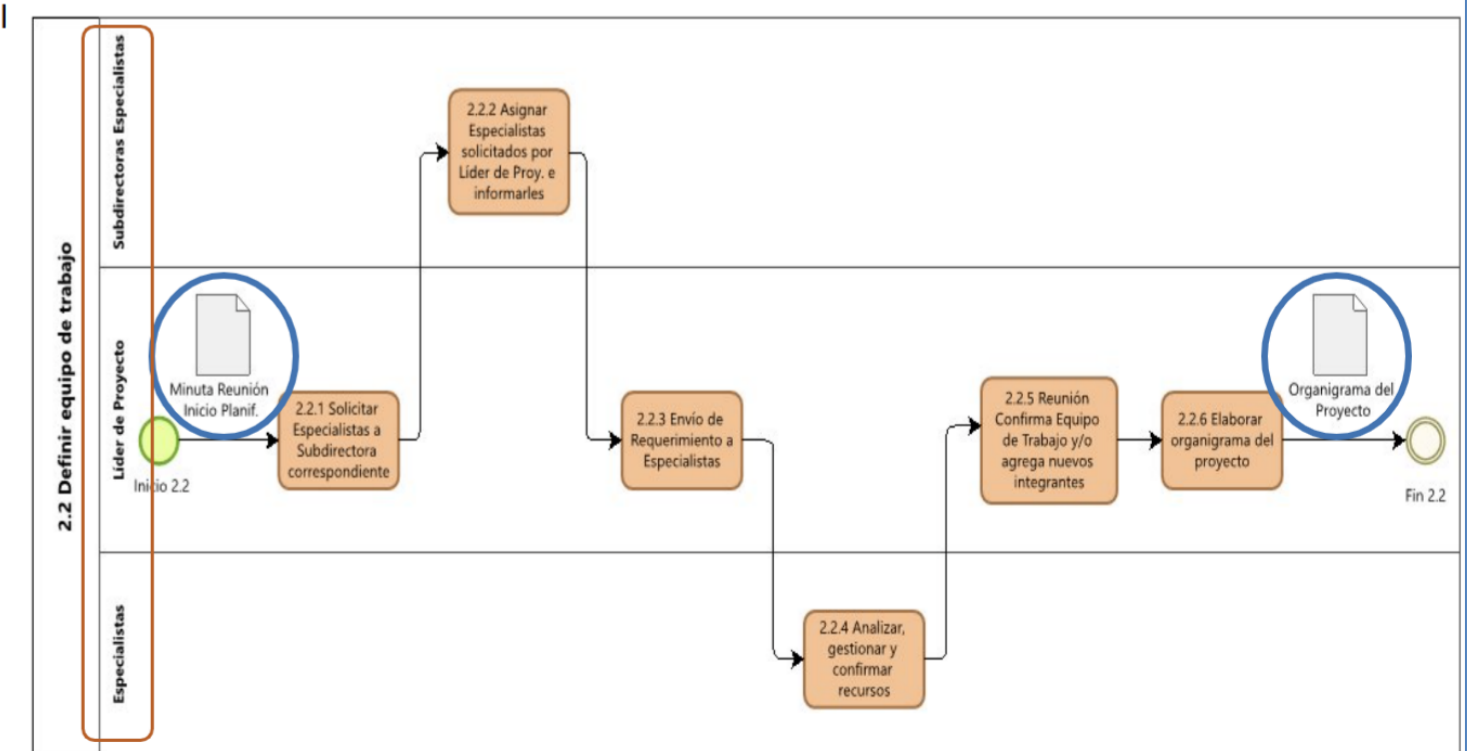 2.2 Definir equipo de trabajo
Subdirectoras Especialistas
2.2.2 Asignar
Especialistas
solicitados por
Líder de Proy. e
informarles
Líder de Proyecto
Minuta Reunión
Inicio Planif.
Inicio 2.2
2.2.1 Solicitar
Especialistas a
Subdirectora
correspondiente
2.2.3 Envío de
Requerimiento a
Especialistas
2.2.5 Reunión
Confirma Equipo
de Trabajo y/o
agrega nuevos
integrantes
2.2.6 Elaborar
organigrama del
proyecto
Organigrama del
Proyecto
Fin 2.2
Especialistas
2.2.4 Analizar,
gestionar y
confirmar
recursos